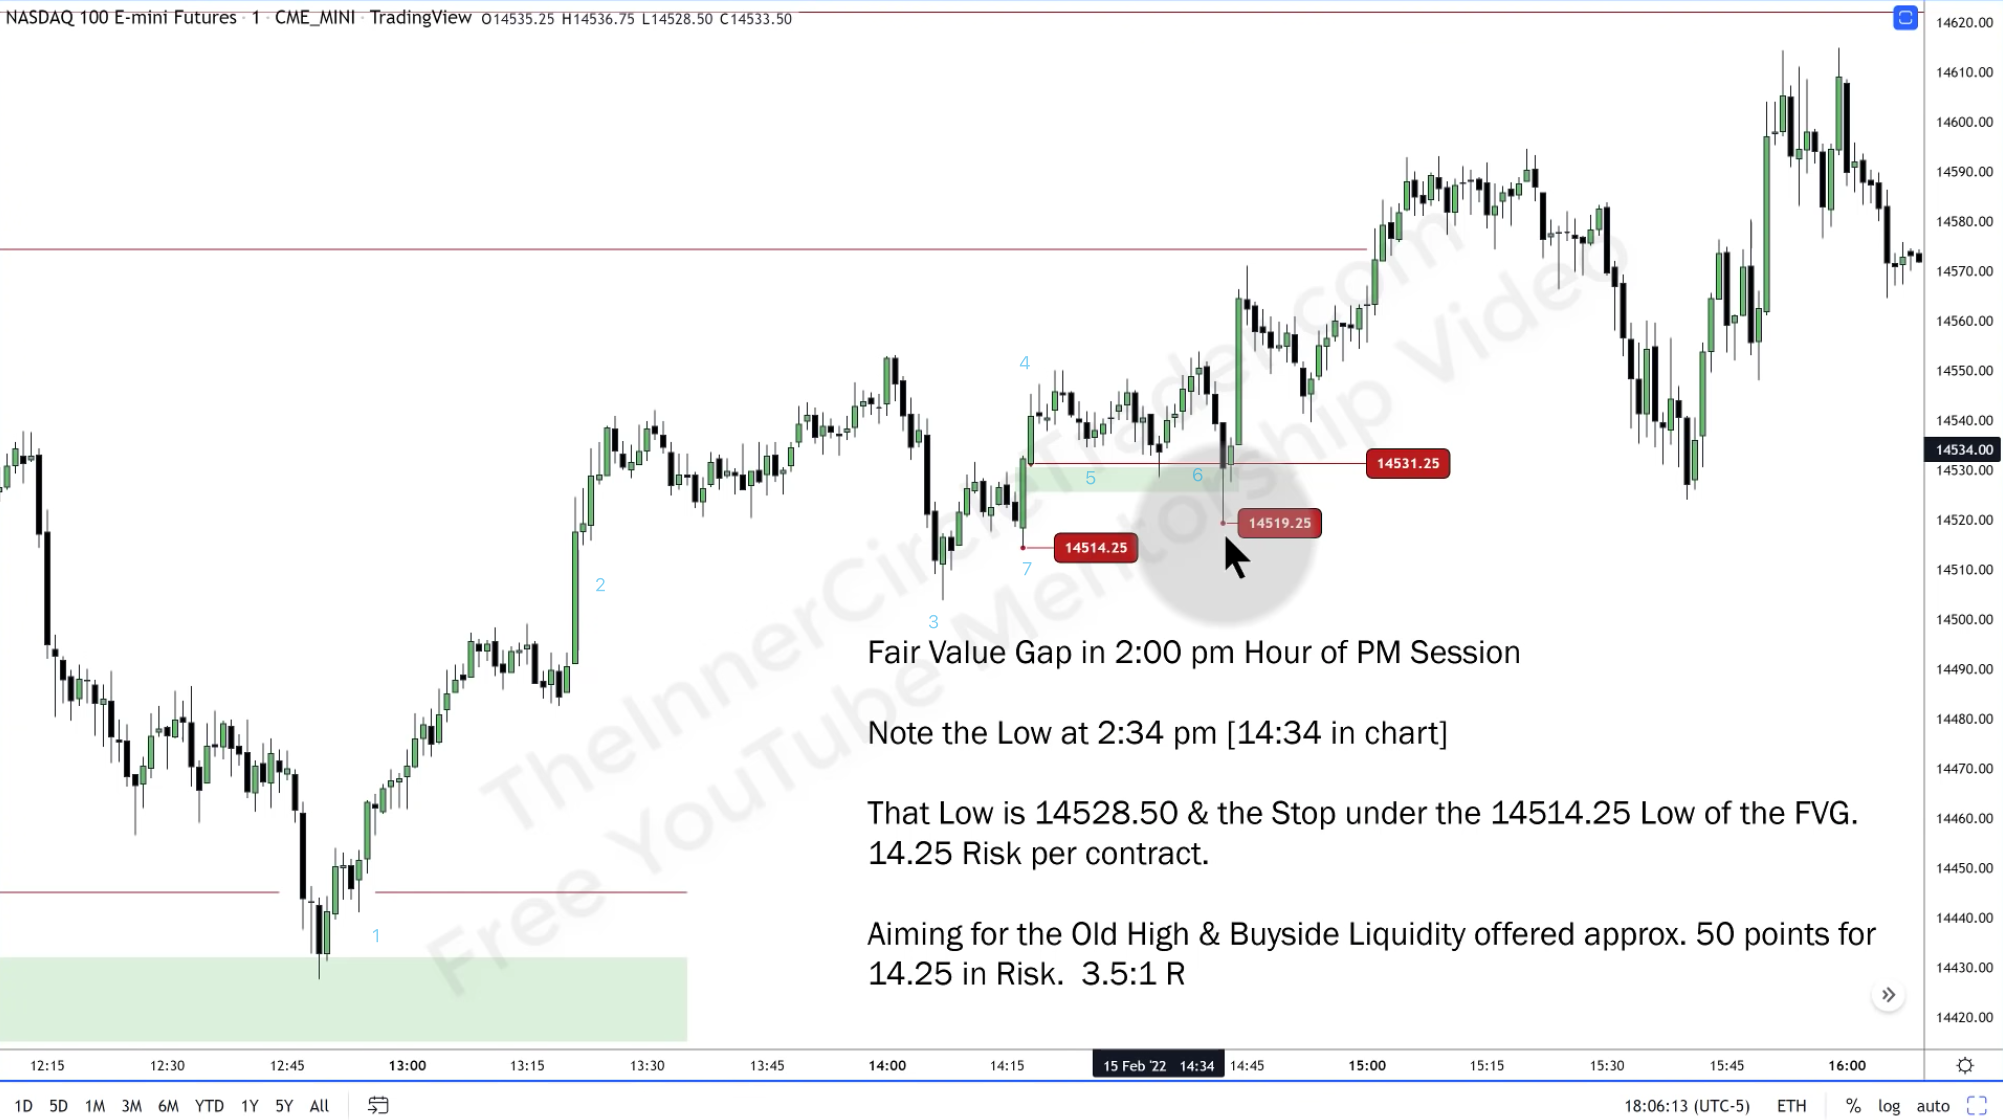 NASDAQ 100 E-mini Futures · 1 · CME_MINI · TradingView O14535.25 H14536.75 L14528.50 C14533.50
14620.00
14610.00
14600.00
14590.00
14580.00
14570.00
14560.00
14550.00
14540.00
14534.00
14530.00
14520.00
14510.00
14500.00
14490.00
14480.00
14470.00
14460.00
14450.00
14440.00
14430.00
14420.00
4
14531.25
5
6
14519.25
14514.25
7
2
3
1
TheInnerCircleTrader.com
Free YouTube Mentorship Video
Fair Value Gap in 2:00 pm Hour of PM Session
Note the Low at 2:34 pm [14:34 in chart]
That Low is 14528.50 & the Stop under the 14514.25 Low of the FVG.
14.25 Risk per contract.
Aiming for the Old High & Buyside Liquidity offered approx. 50 points for
14.25 in Risk. 3.5:1 R
12:15 12:30 12:45 13:00 13:15 13:30 13:45 14:00 14:15 15 Feb '22 14:34 14:45 15:00 15:15 15:30 15:45 16:00
1D 5D 1M 3M 6M YTD 1Y 5Y All 18:06:13 (UTC-5) ETH % log auto